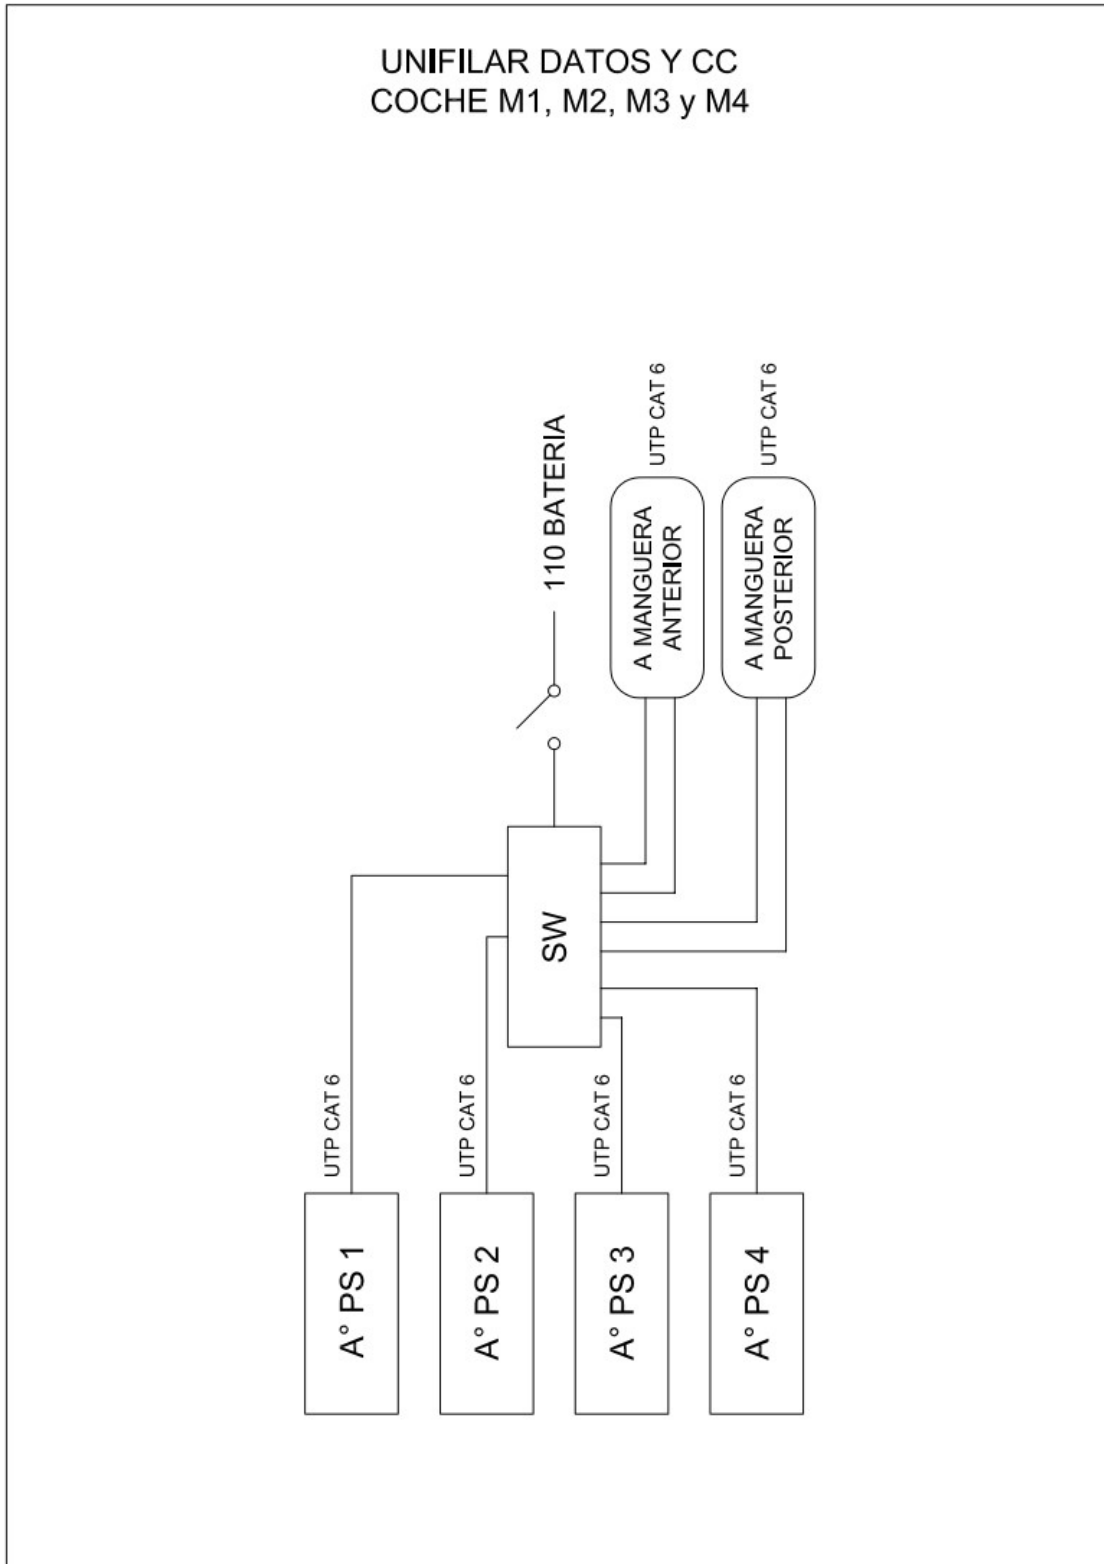 UNIFILAR DATOS Y CC
COCHE M1, M2, M3 y M4
UTP CAT 6
UTP CAT 6
110 BATERIA
A MANGUERA
ANTERIOR
A MANGUERA
POSTERIOR
SW
UTP CAT 6
UTP CAT 6
UTP CAT 6
UTP CAT 6
A° PS 1
A° PS 2
A° PS 3
A° PS 4